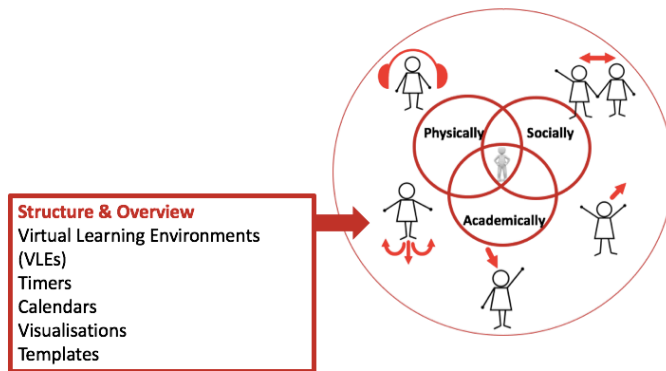 Physically
Socially
Academically
Structure & Overview
Virtual Learning Environments
(VLEs)
Timers
Calendars
Visualisations
Templates